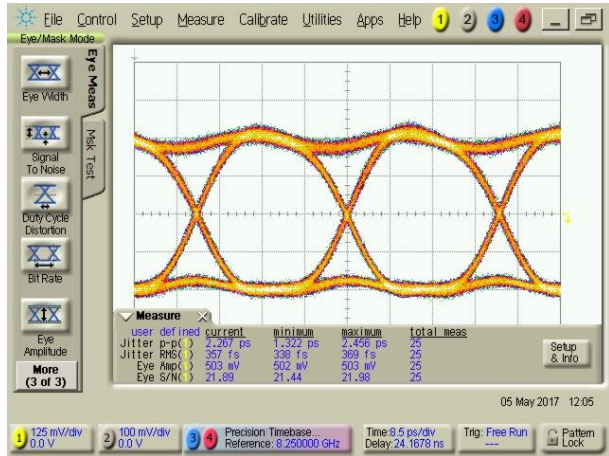 File Control Setup Measure Calibrate Utilities Apps Help 1 2 3 4
Eye/Mask Mode
Eye Meas
Msk Test
Eye Width
Signal
To Noise
Duty Cycle
Distortion
Bit Rate
Eye
Amplitude
More
(3 of 3)
Measure
user defined current minimum maximum total meas
Jitter p-p(1) 2.267 ps 1.322 ps 2.456 ps 25
Jitter RMS(1) 357 fs 338 fs 369 fs 25
Eye Amp(1) 503 mV 502 mV 503 mV 25
Eye S/N(1) 21.89 21.44 21.98 25
Setup
& Info
05 May 2017 12:05
1 125 mV/div
0.0 V
2 100 mV/div
0.0 V
3 4 Precision Timebase...
Reference: 8.250000 GHz
Time:8.5 ps/div
Delay:24.1678 ns
Trig: Free Run
---
Pattern
Lock